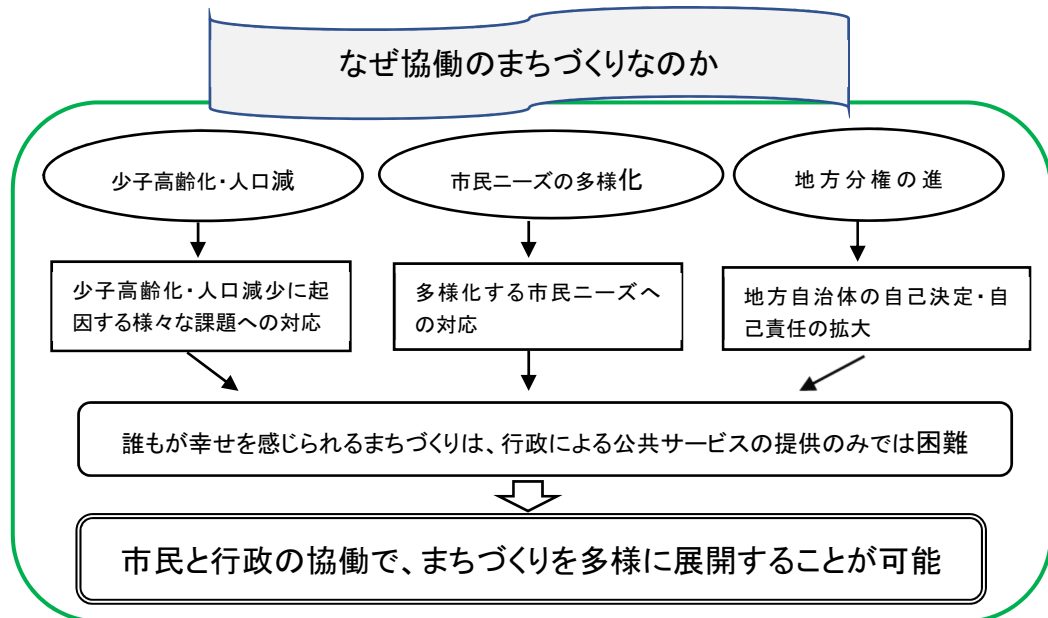 なぜ協働のまちづくりなのか
少子高齢化・人口減
市民ニーズの多様化
地方分権の進
少子高齢化・人口減少に起
因する様々な課題への対応
多様化する市民ニーズへ
の対応
地方自治体の自己決定・自
己責任の拡大
誰もが幸せを感じられるまちづくりは、行政による公共サービスの提供のみでは困難
市民と行政の協働で、まちづくりを多様に展開することが可能